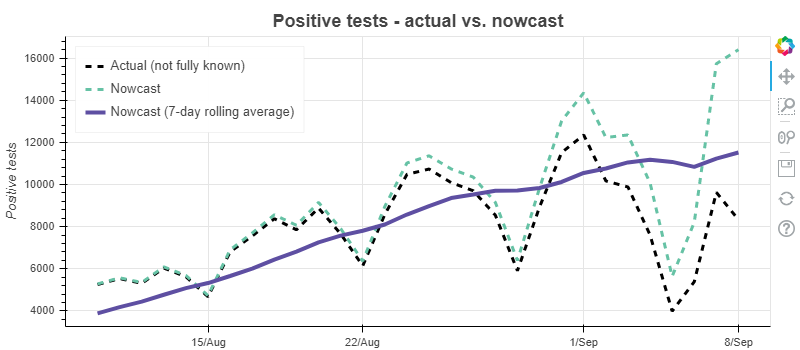 Positive tests - actual vs. nowcast
Actual (not fully known)
Nowcast
Nowcast (7-day rolling average)
Positive tests
16000
14000
12000
10000
8000
6000
4000
15/Aug
22/Aug
1/Sep
8/Sep